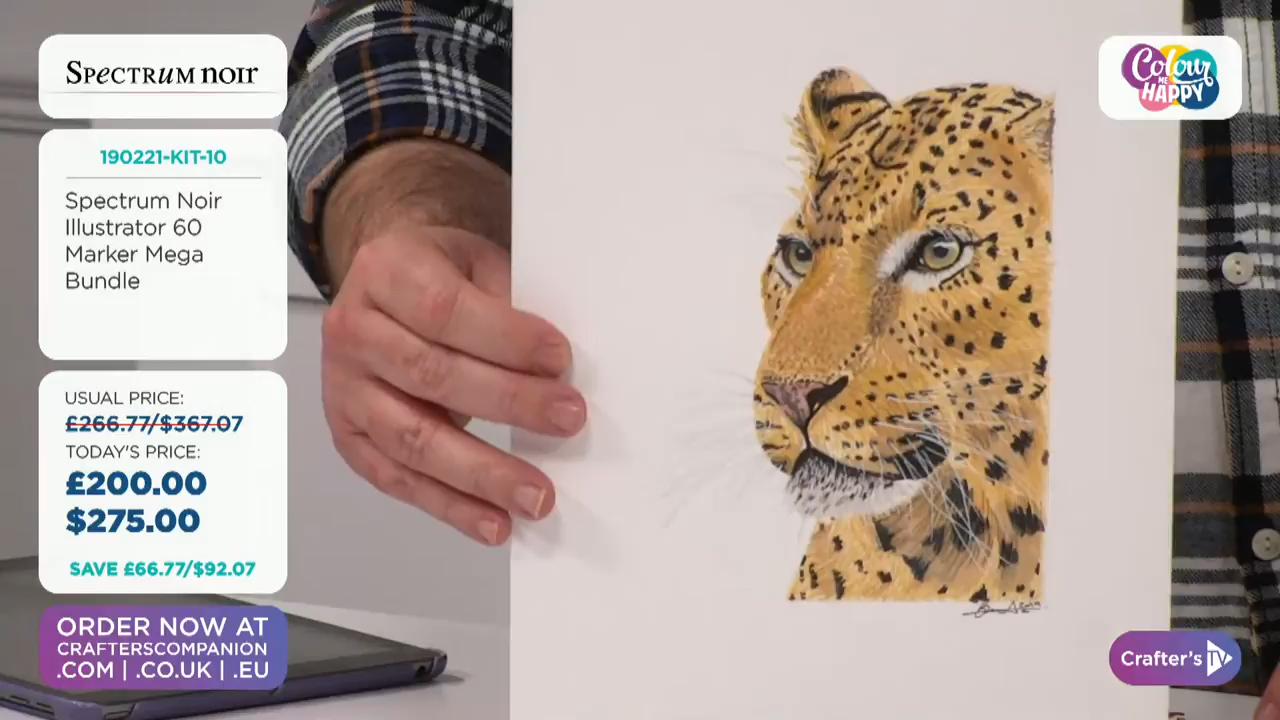 SPECTRUM NOIR
190221-KIT-10
Spectrum Noir
Illustrator 60
Marker Mega
Bundle
USUAL PRICE:
£266.77/$367.07
TODAY'S PRICE:
£200.00
$275.00
SAVE £66.77/$92.07
ORDER NOW AT
CRAFTERSCOMPANION
.COM | .CO.UK | .EU
Colour
ME
HAPPY
Crafter's TV